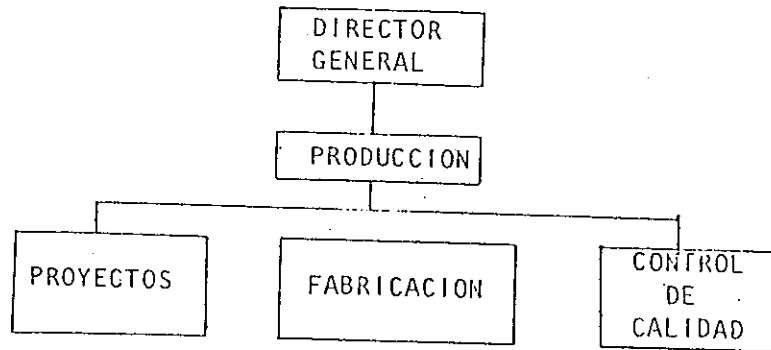 DIRECTOR
GENERAL
PRODUCCION
PROYECTOS
FABRICACION
CONTROL
DE
CALIDAD